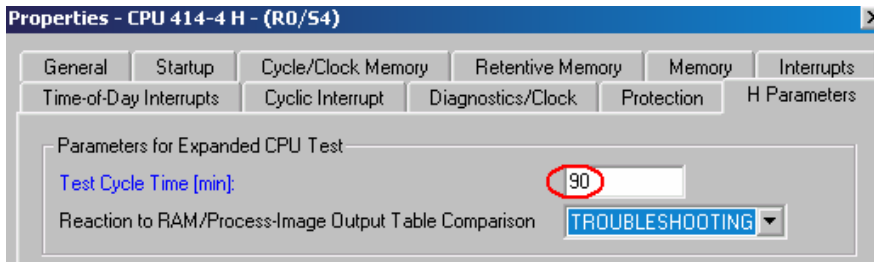 Properties - CPU 414-4 H - (R0/S4)
General Startup Cycle/Clock Memory Retentive Memory Memory Interrupts
Time-of-Day Interrupts Cyclic Interrupt Diagnostics/Clock Protection H Parameters
Parameters for Expanded CPU Test
Test Cycle Time [min]: 90
Reaction to RAM/Process-Image Output Table Comparison TROUBLESHOOTING